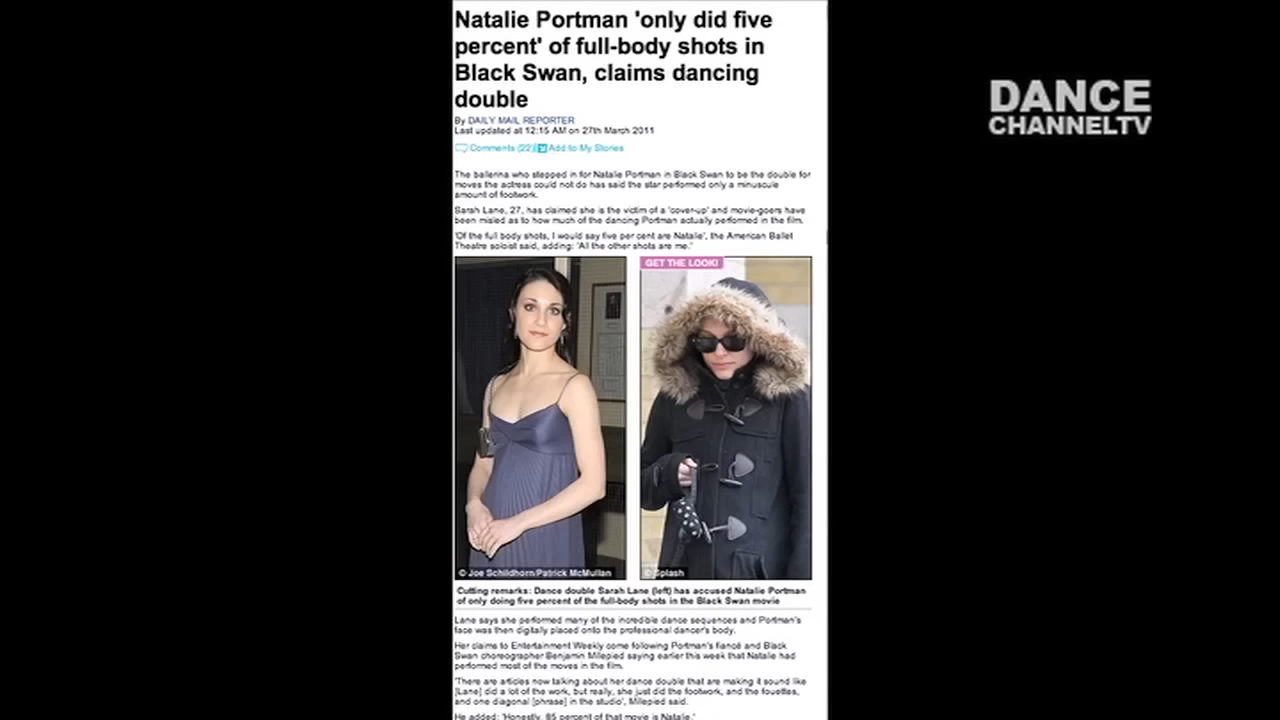 Natalie Portman 'only did five
percent' of full-body shots in
Black Swan, claims dancing
double
By DAILY MAIL REPORTER
Last updated at 12:15 AM on 27th March 2011
Comments (22) Add to My Stories
DANCE
CHANNELTV
The ballerina who stepped in for Natalie Portman in Black Swan to be the double for
moves the actress could not do has said the star performed only a minuscule
amount of footwork.
Sarah Lane, 27, has claimed she is the victim of a 'cover-up' and movie-goers have
been misled as to how much of the dancing Portman actually performed in the film.
'Of the full body shots, I would say five per cent are Natalie', the American Ballet
Theatre soloist said, adding: 'All the other shots are me.'
GET THE LOOK!
© Joe Schildhorn/Patrick McMullan
© Splash
Cutting remarks: Dance double Sarah Lane (left) has accused Natalie Portman
of only doing five percent of the full-body shots in the Black Swan movie
Lane says she performed many of the incredible dance sequences and Portman's
face was then digitally placed onto the professional dancer's body.
Her claims to Entertainment Weekly come following Portman's fiancé and Black
Swan choreographer Benjamin Milepied saying earlier this week that Natalie had
performed most of the moves in the film.
'There are articles now talking about her dance double that are making it sound like
[Lane] did a lot of the work, but really, she just did the footwork, and the fouettes,
and one diagonal [phrase] in the studio', Milepied said.
He added: 'Honestly, 85 percent of that movie is Natalie.'